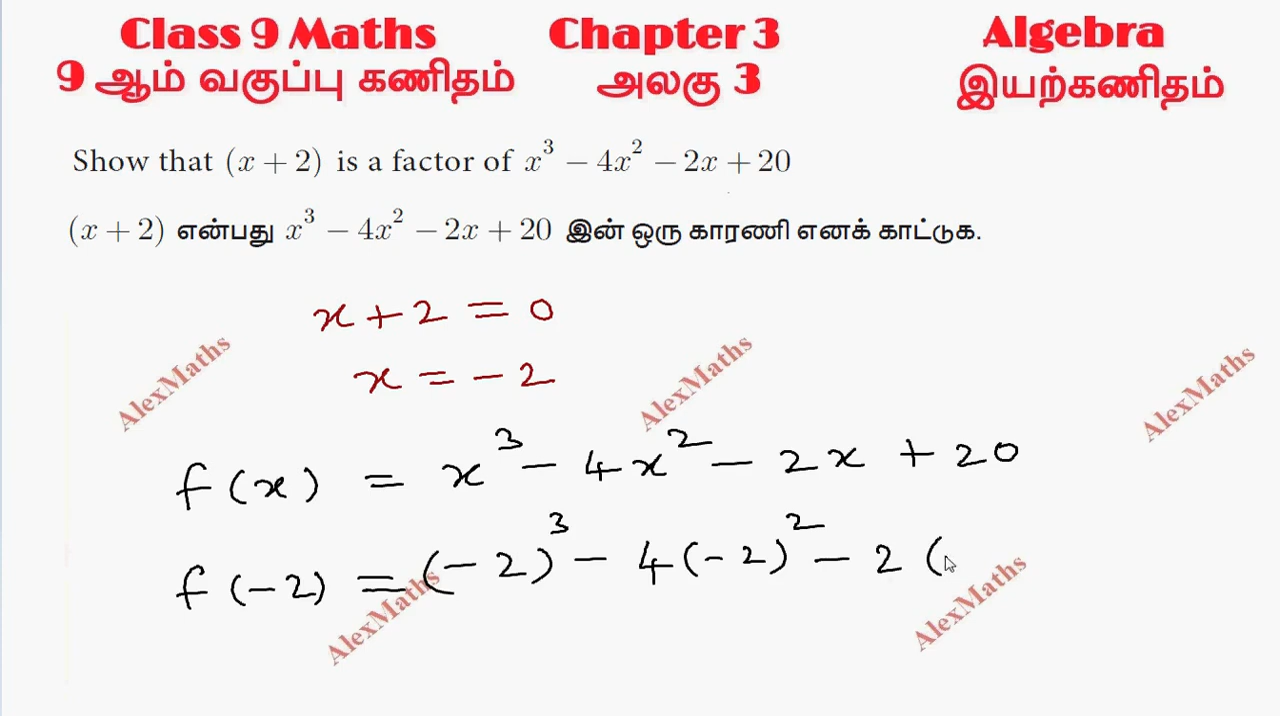 Class 9 Maths Chapter 3 Algebra
9 ஆம் வகுப்பு கணிதம் அலகு 3 இயற்கணிதம்
Show that (x + 2) is a factor of x³ − 4x² − 2x + 20
(x + 2) என்பது x³ − 4x² − 2x + 20 இன் ஒரு காரணி எனக் காட்டுக.
x + 2 = 0
x = − 2
f(x) = x³ − 4x² − 2x + 20
f(−2) = (−2)³ − 4(−2)² − 2(
AlexMaths
AlexMaths
AlexMaths
AlexMaths
AlexMaths